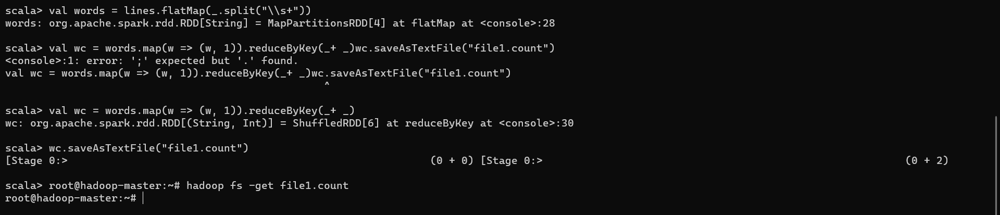 scala> val words = lines.flatMap(_.split("\\s+"))
words: org.apache.spark.rdd.RDD[String] = MapPartitionsRDD[4] at flatMap at <console>:28
scala> val wc = words.map(w => (w, 1)).reduceByKey(_+ _)wc.saveAsTextFile("file1.count")
<console>:1: error: ';' expected but '.' found.
val wc = words.map(w => (w, 1)).reduceByKey(_+ _)wc.saveAsTextFile("file1.count")
^
scala> val wc = words.map(w => (w, 1)).reduceByKey(_+ _)
wc: org.apache.spark.rdd.RDD[(String, Int)] = ShuffledRDD[6] at reduceByKey at <console>:30
scala> wc.saveAsTextFile("file1.count")
[Stage 0:> (0 + 0) [Stage 0:> (0 + 2)
scala> root@hadoop-master:~# hadoop fs -get file1.count
root@hadoop-master:~#